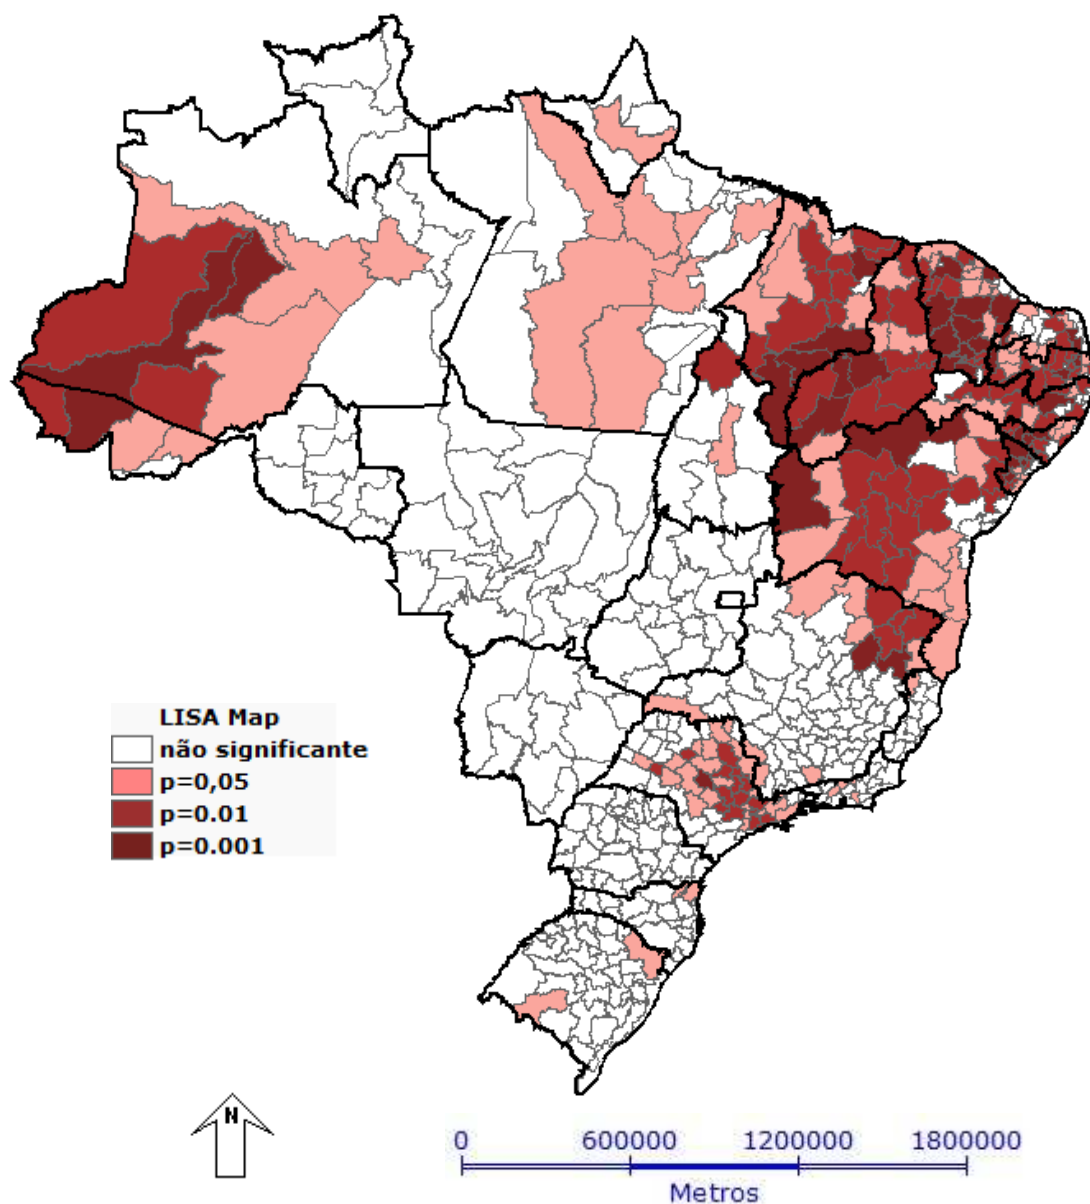 LISA Map
não significante
p=0,05
p=0.01
p=0.001
N
0 600000 1200000 1800000
Metros